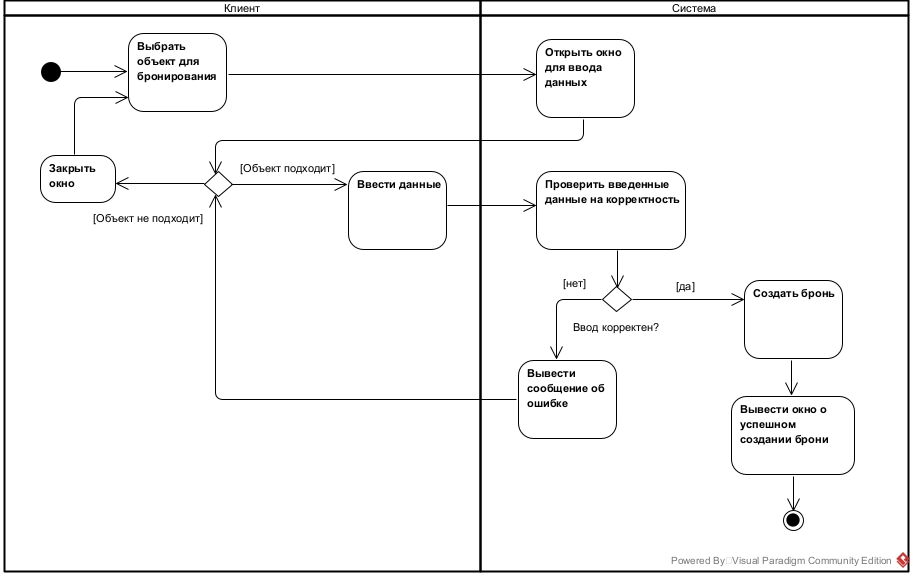 Клиент
Система
Выбрать
объект для
бронирования
Открыть окно
для ввода
данных
Закрыть
окно
[Объект подходит]
[Объект не подходит]
Ввести данные
Проверить введенные
данные на корректность
[нет]
[да]
Ввод корректен?
Создать бронь
Вывести
сообщение об
ошибке
Вывести окно о
успешном
создании брони
Powered By Visual Paradigm Community Edition